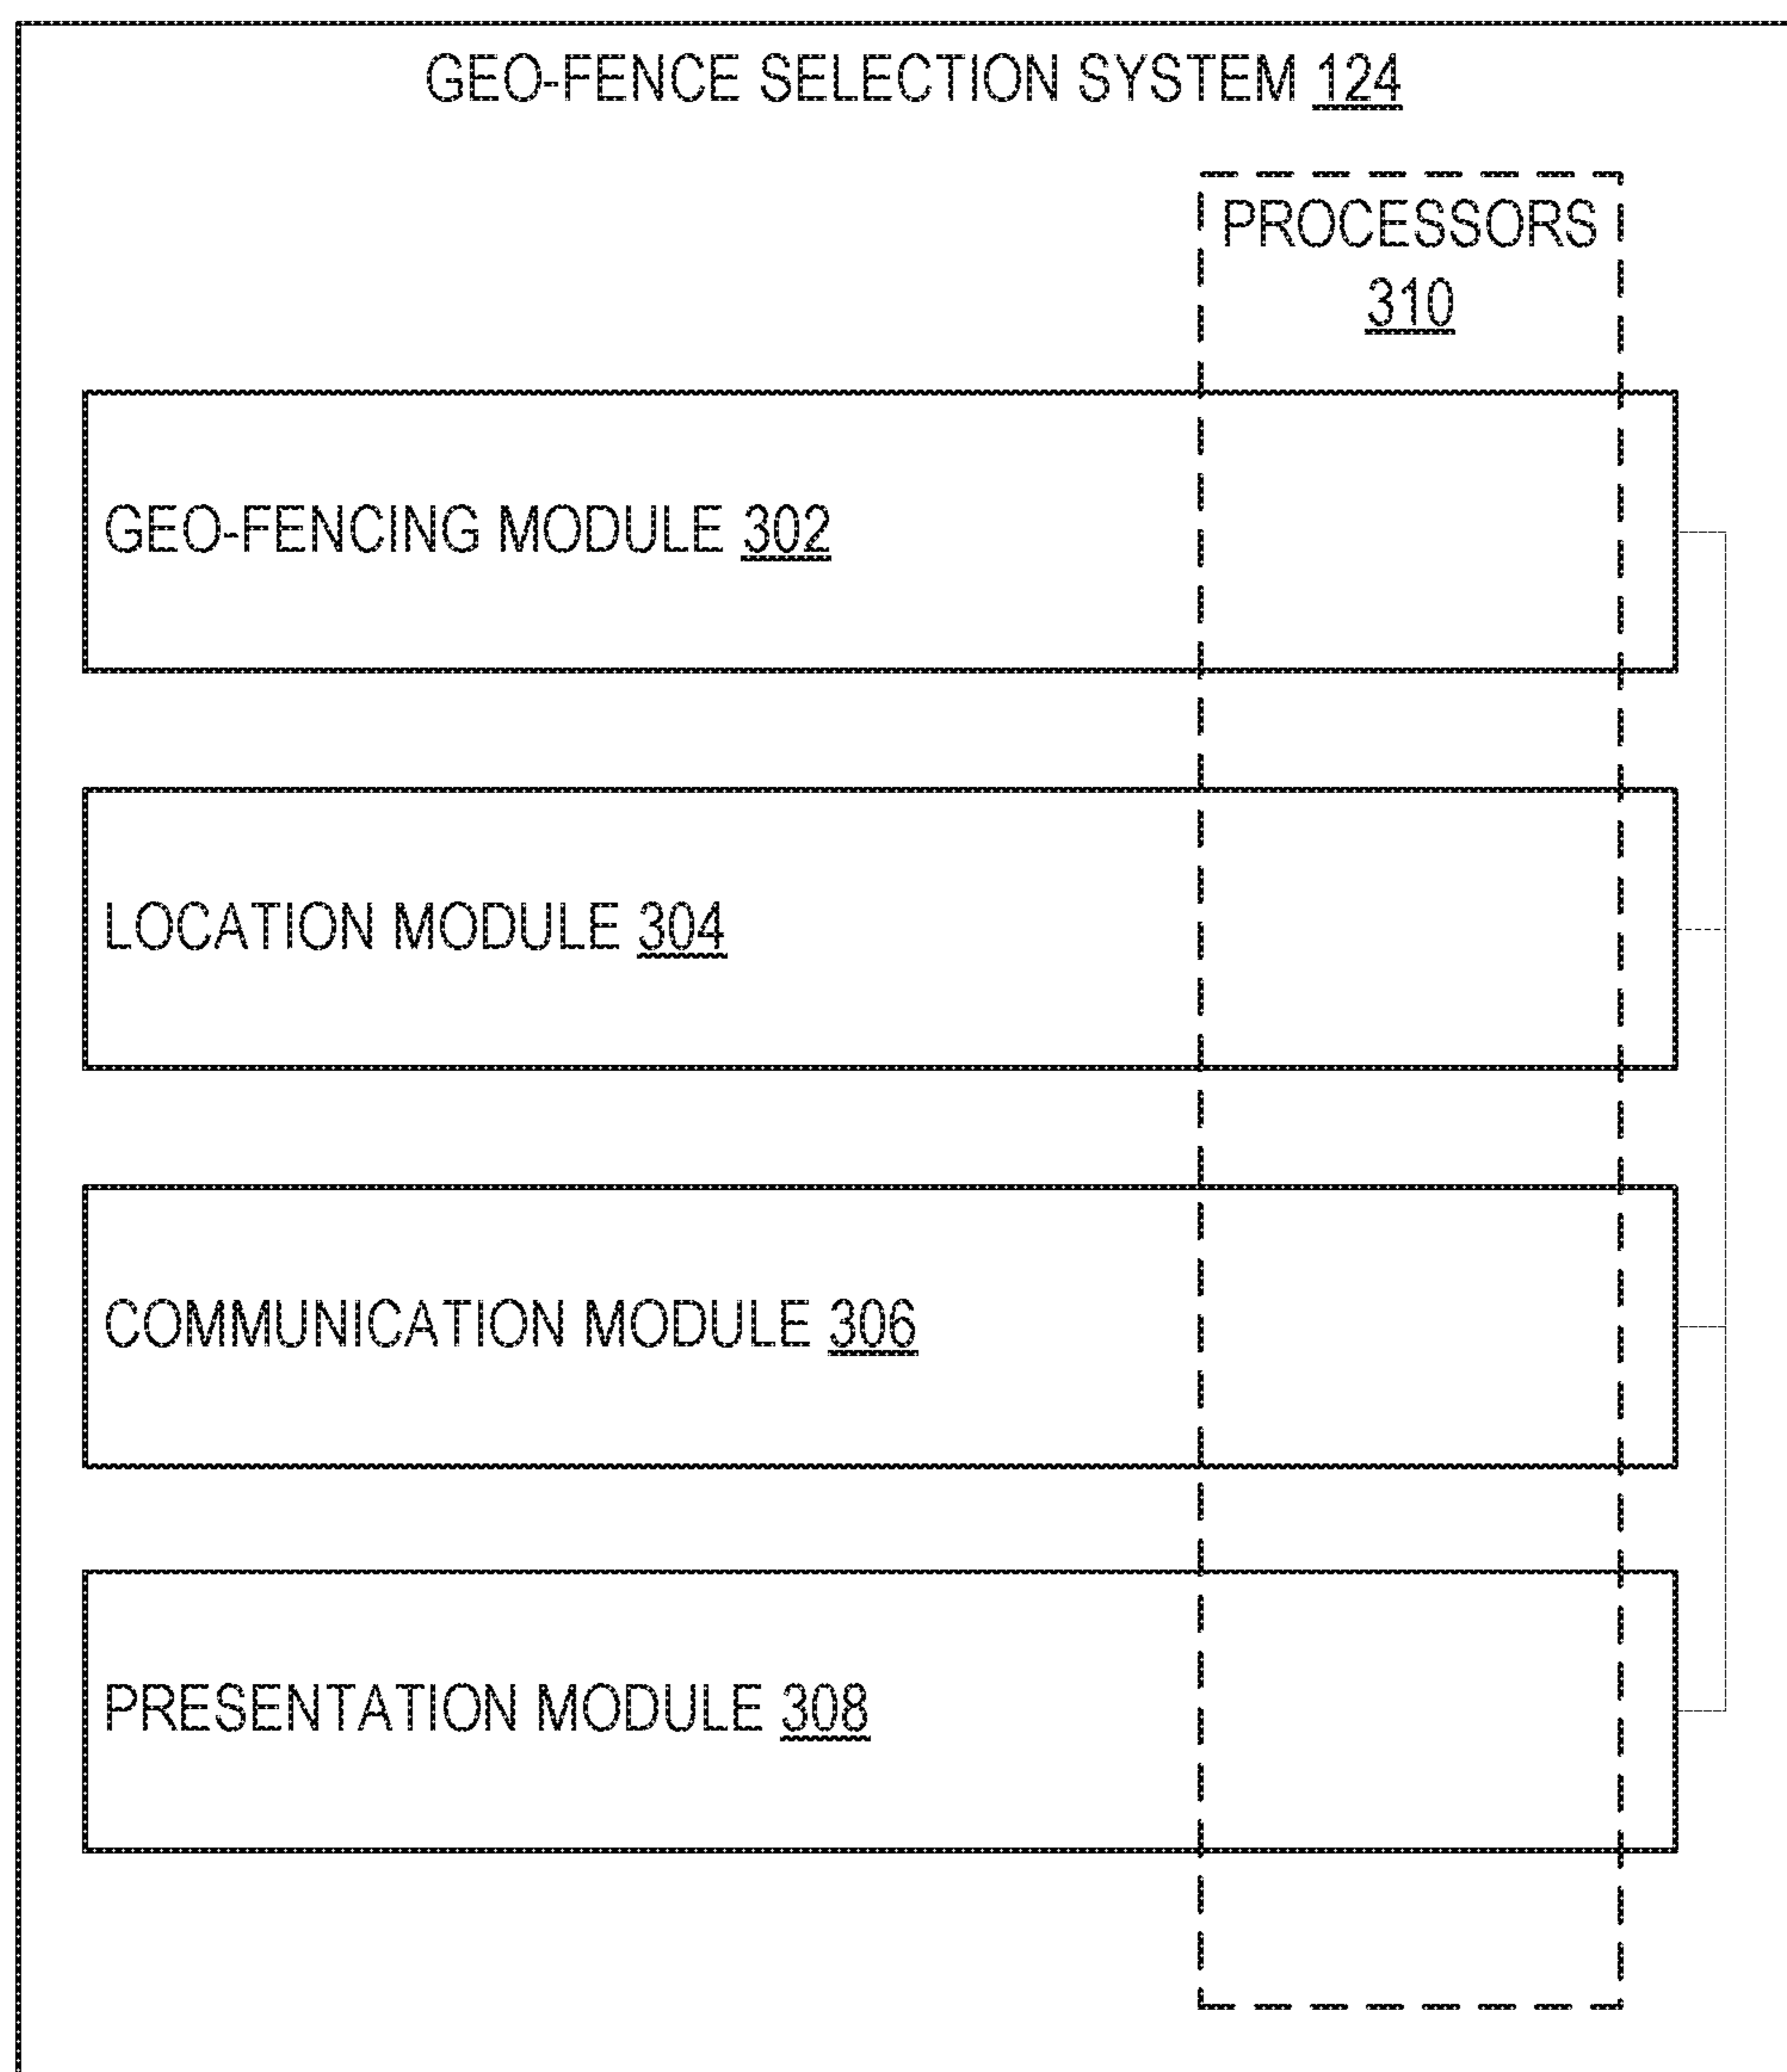 GEO-FENCE SELECTION SYSTEM 124
PROCESSORS
310
GEO-FENCING MODULE 302
LOCATION MODULE 304
COMMUNICATION MODULE 306
PRESENTATION MODULE 308